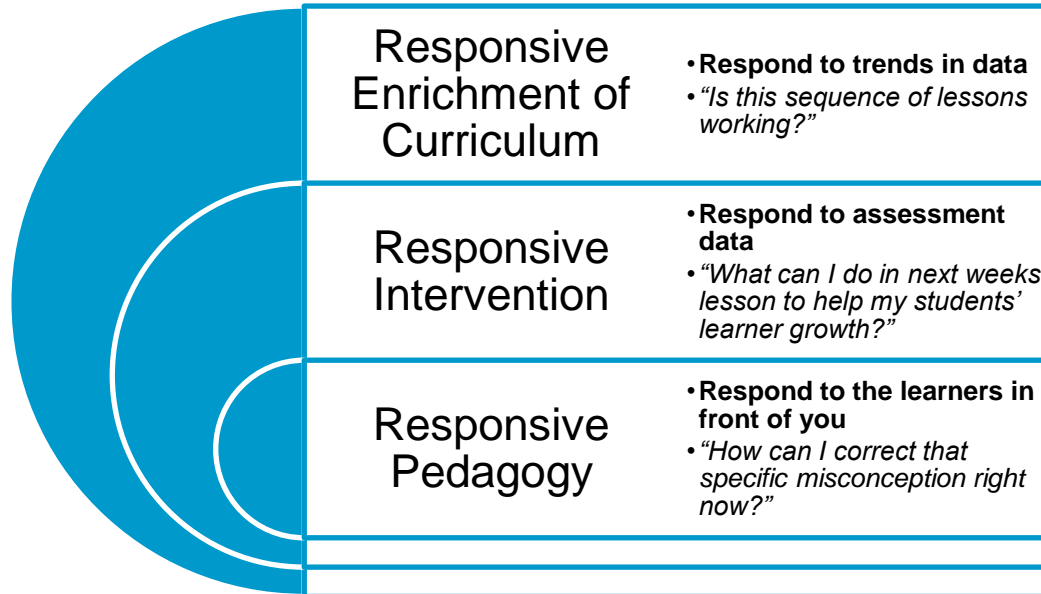 Responsive
Enrichment of
Curriculum
•Respond to trends in data
•“Is this sequence of lessons
working?”
Responsive
Intervention
•Respond to assessment
data
•“What can I do in next weeks
lesson to help my students’
learner growth?”
Responsive
Pedagogy
•Respond to the learners in
front of you
•“How can I correct that
specific misconception right
now?”